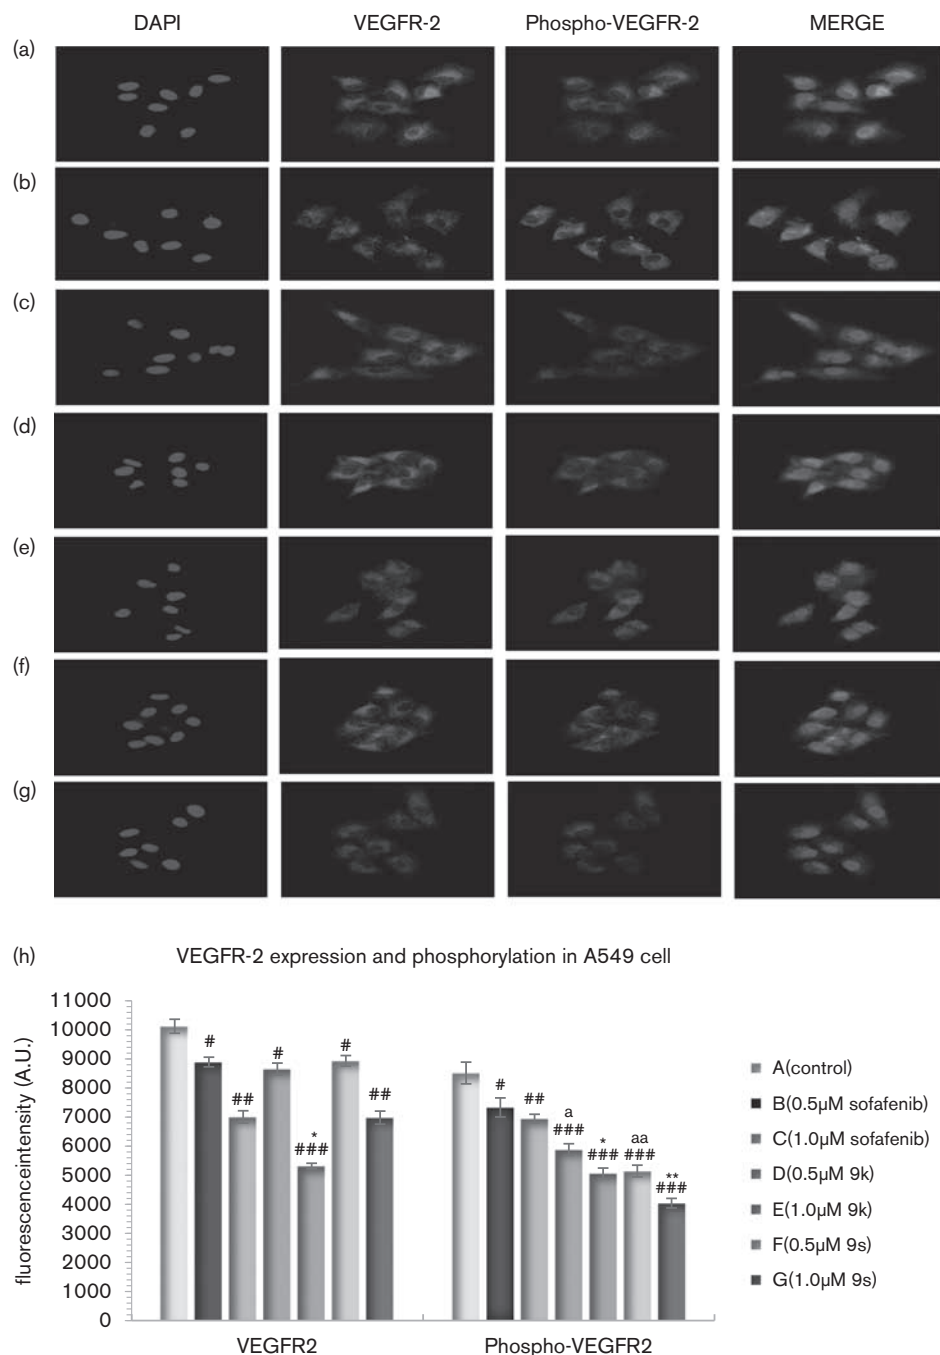 DAPI VEGFR-2 Phospho-VEGFR-2 MERGE
(a)
(b)
(c)
(d)
(e)
(f)
(g)
(h) VEGFR-2 expression and phosphorylation in A549 cell
fluorescenceintensity (A.U.)
11000
10000
9000
8000
7000
6000
5000
4000
3000
2000
1000
0
# ## # * ### # ##
# ## a ### * ### aa ### ** ###
VEGFR2 Phospho-VEGFR2
A(control)
B(0.5μM sofafenib)
C(1.0μM sofafenib)
D(0.5μM 9k)
E(1.0μM 9k)
F(0.5μM 9s)
G(1.0μM 9s)